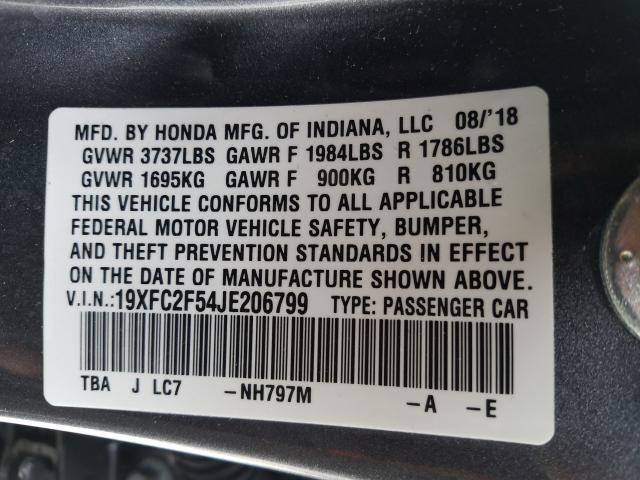 MFD. BY HONDA MFG. OF INDIANA, LLC 08/'18
GVWR 3737LBS GAWR F 1984LBS R 1786LBS
GVWR 1695KG GAWR F 900KG R 810KG
THIS VEHICLE CONFORMS TO ALL APPLICABLE
FEDERAL MOTOR VEHICLE SAFETY, BUMPER,
AND THEFT PREVENTION STANDARDS IN EFFECT
ON THE DATE OF MANUFACTURE SHOWN ABOVE.
V.I.N.:19XFC2F54JE206799 TYPE: PASSENGER CAR
TBA J LC7 -NH797M -A -E